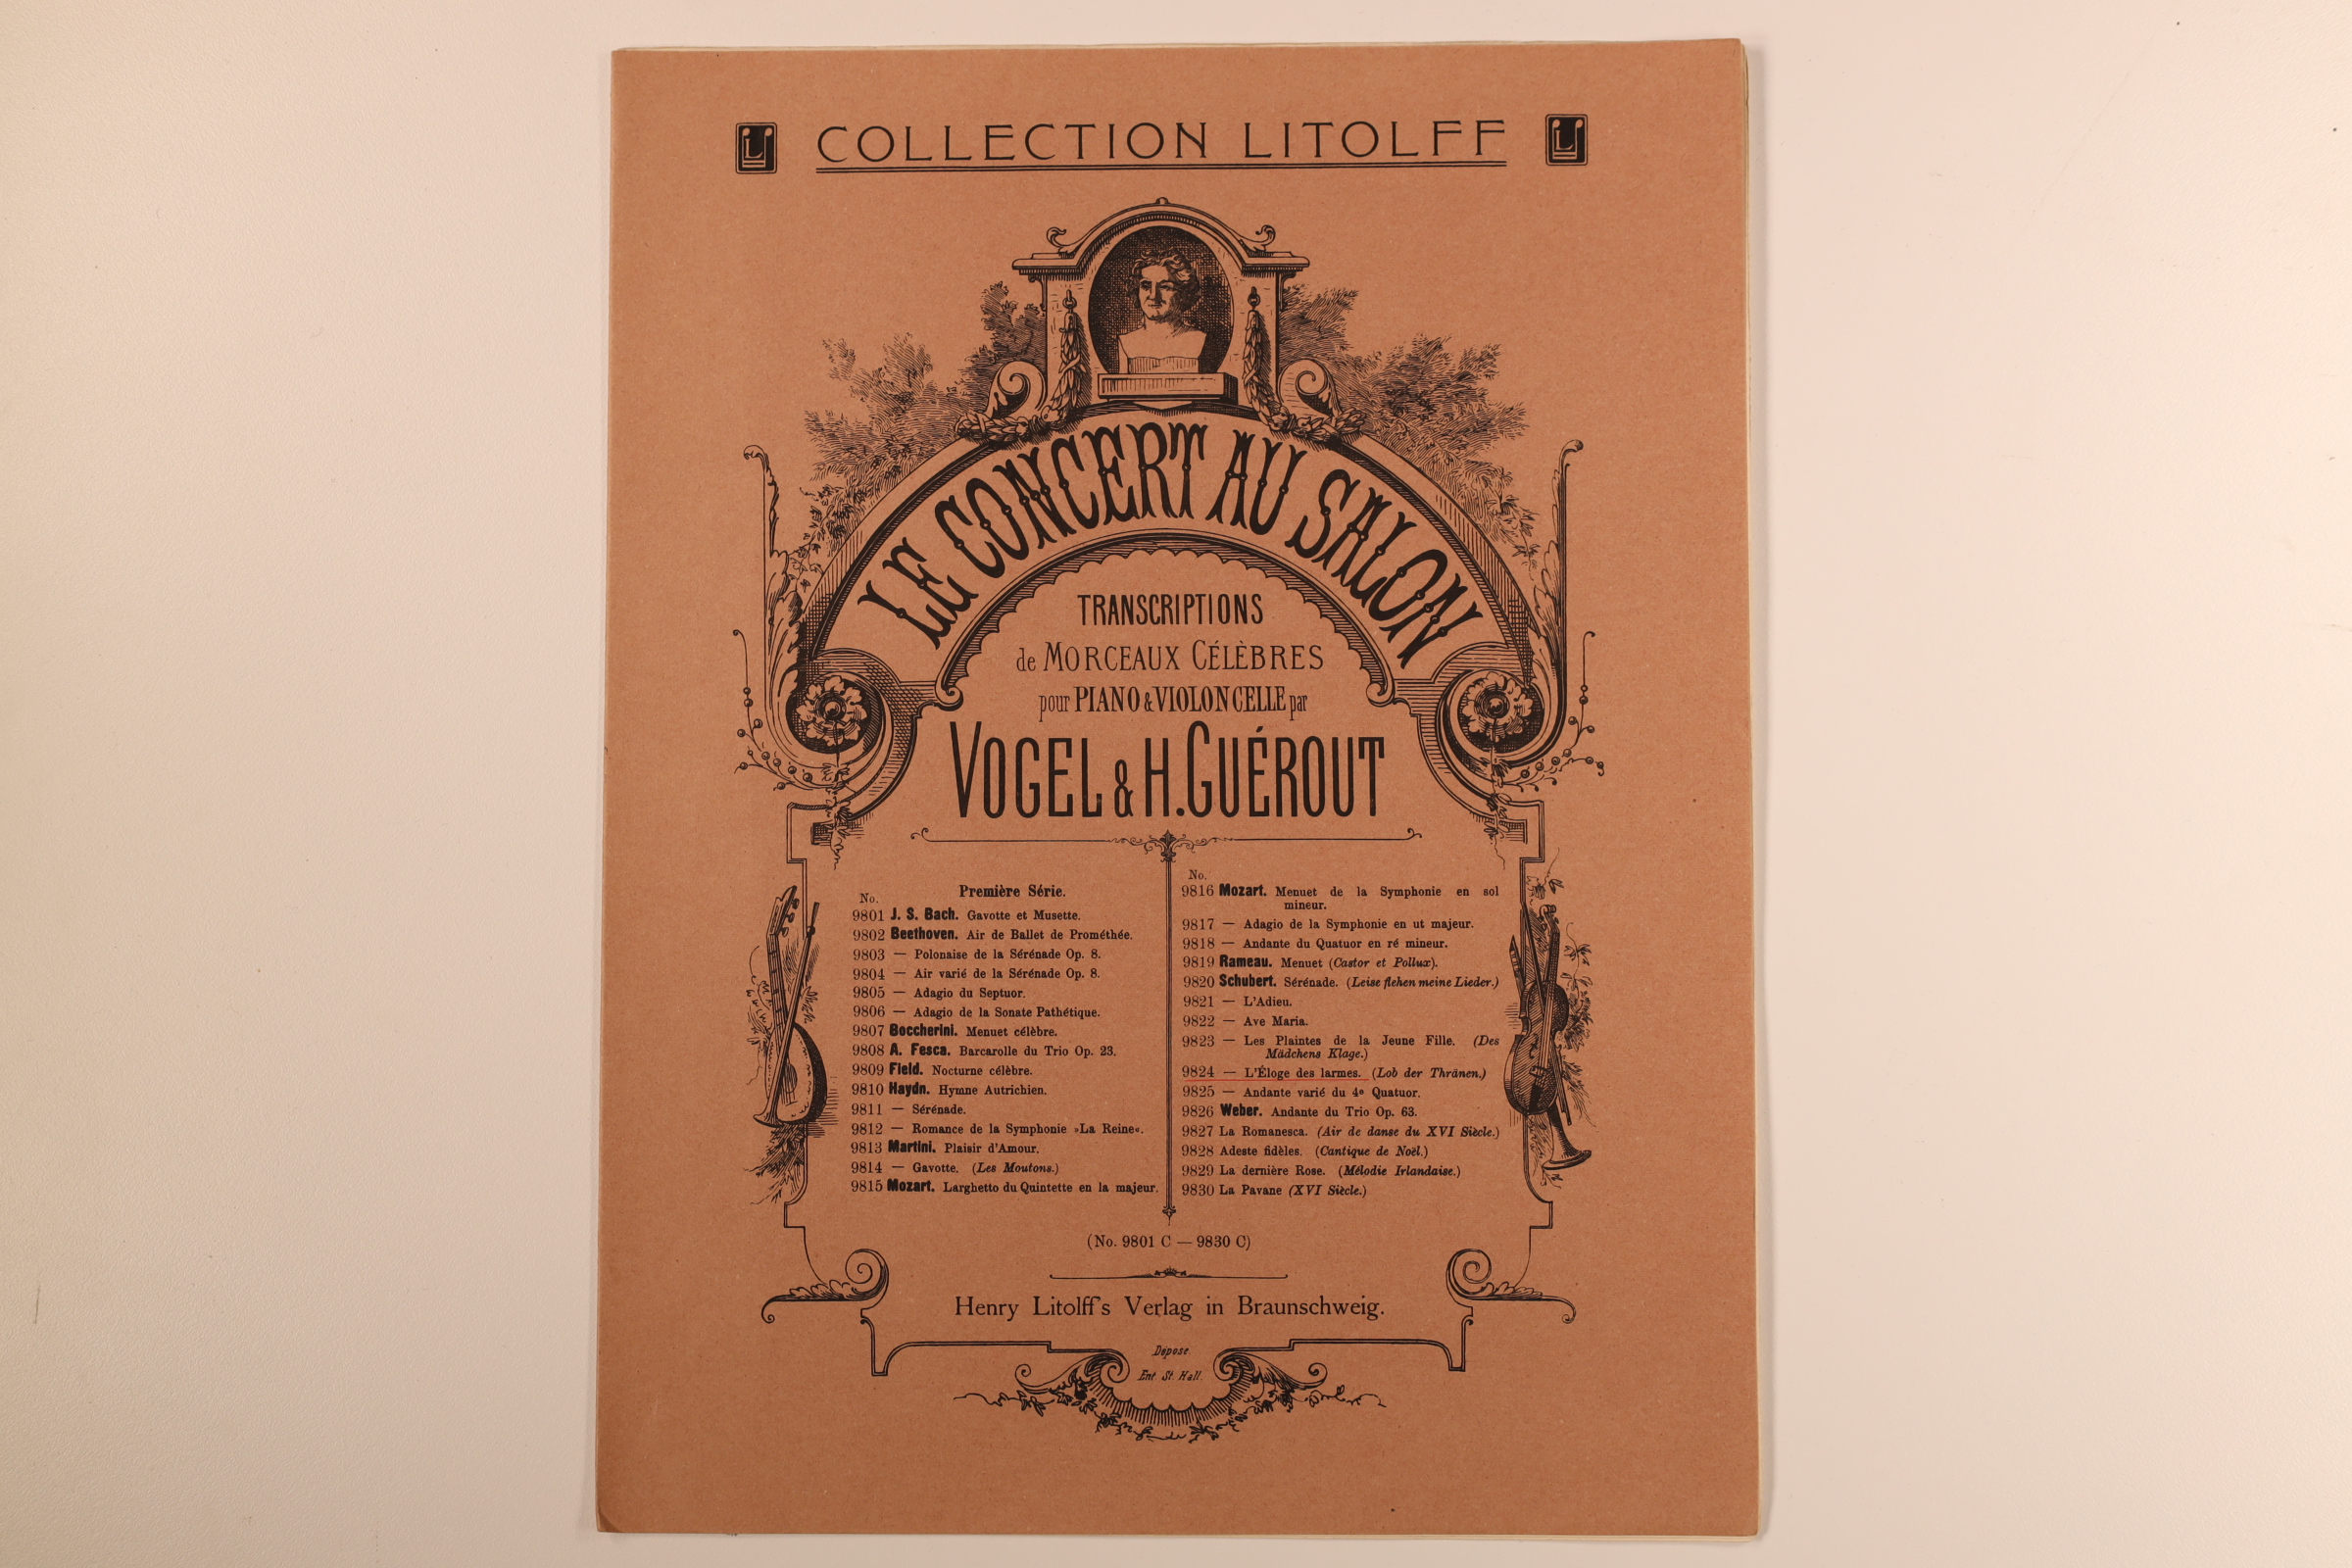 COLLECTION LITOLFF
LE CONCERT AU SALON
TRANSCRIPTIONS
de MORCEAUX CÉLÈBRES
pour PIANO & VIOLONCELLE par
VOGEL & H. GUÉROUT
Première Série.
No.
9801 J. S. Bach. Gavotte et Musette.
9802 Beethoven. Air de Ballet de Prométhée.
9803 — Polonaise de la Sérénade Op. 8.
9804 — Air varié de la Sérénade Op. 8.
9805 — Adagio du Septuor.
9806 — Adagio de la Sonate Pathétique.
9807 Boccherini. Menuet célèbre.
9808 A. Fesca. Barcarolle du Trio Op. 23.
9809 Field. Nocturne célèbre.
9810 Haydn. Hymne Autrichien.
9811 — Sérénade.
9812 — Romance de la Symphonie »La Reine«.
9813 Martini. Plaisir d'Amour.
9814 — Gavotte. (Les Moutons.)
9815 Mozart. Larghetto du Quintette en la majeur.
No.
9816 Mozart. Menuet de la Symphonie en sol
mineur.
9817 — Adagio de la Symphonie en ut majeur.
9818 — Andante du Quatuor en ré mineur.
9819 Rameau. Menuet (Castor et Pollux).
9820 Schubert. Sérénade. (Leise flehen meine Lieder.)
9821 — L'Adieu.
9822 — Ave Maria.
9823 — Les Plaintes de la Jeune Fille. (Des
Mädchens Klage.)
9824 — L'Éloge des larmes. (Lob der Thränen.)
9825 — Andante varié du 4e Quatuor.
9826 Weber. Andante du Trio Op. 63.
9827 La Romanesca. (Air de danse du XVI Siècle.)
9828 Adeste fidèles. (Cantique de Noël.)
9829 La dernière Rose. (Mélodie Irlandaise.)
9830 La Pavane (XVI Siècle.)
(No. 9801 C — 9830 C)
Henry Litolff's Verlag in Braunschweig.
Déposé.
Ent. St. Hall.